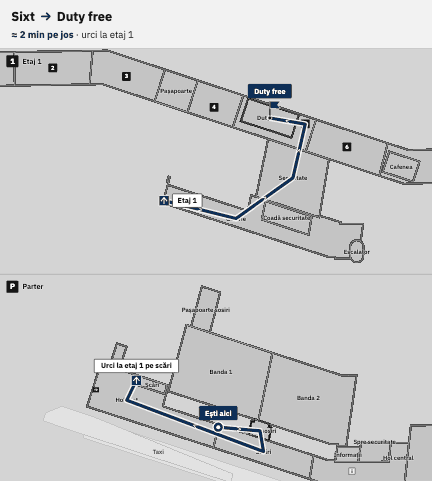 Sixt → Duty free
≈ 2 min pe jos · urci la etaj 1
1 Etaj 1
2
3
Pașapoarte
4
Duty free
6
Cafenea
Etaj 1
Coadă securitate
Escalator
P Parter
Pașapoarte sosiri
Banda 1
Urci la etaj 1 pe scări
Scări
Banda 2
Ești aici
Taxi
Spre securitate
Informații
Hol central